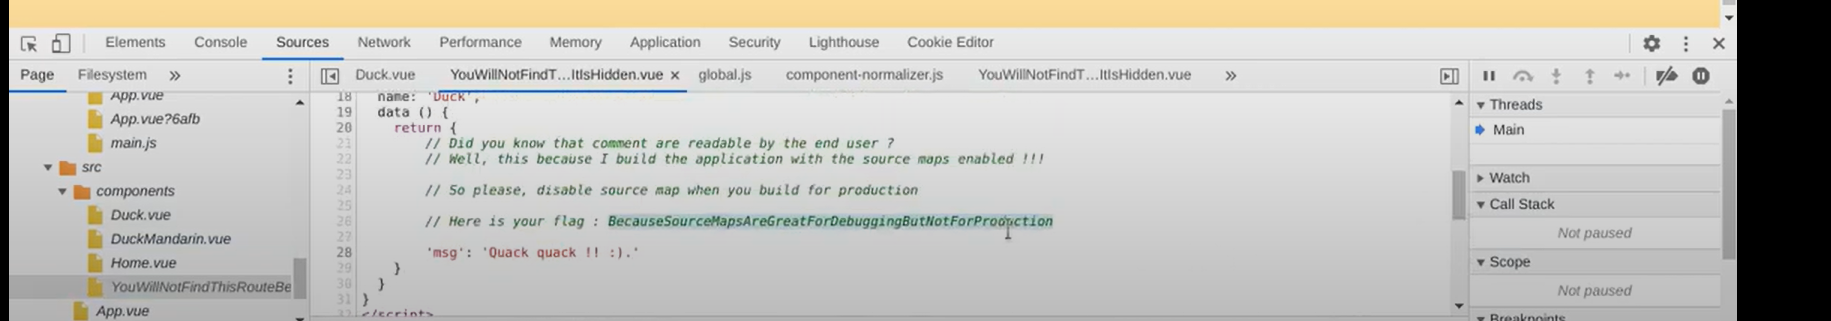 Elements Console Sources Network Performance Memory Application Security Lighthouse Cookie Editor
Page Filesystem » Duck.vue YouWillNotFindT…ItIsHidden.vue × global.js component-normalizer.js YouWillNotFindT…ItIsHidden.vue »
App.vue
App.vue?6afb
main.js
src
components
Duck.vue
DuckMandarin.vue
Home.vue
YouWillNotFindThisRouteBe
App.vue
18 name: 'Duck',
19 data () {
20 return {
21 // Did you know that comment are readable by the end user ?
22 // Well, this because I build the application with the source maps enabled !!!
23
24 // So please, disable source map when you build for production
25
26 // Here is your flag : BecauseSourceMapsAreGreatForDebuggingButNotForProduction
27
28 'msg': 'Quack quack !! :).'
29 }
30 }
31 }
32 </script>
Threads
Main
Watch
Call Stack
Not paused
Scope
Not paused
Breakpoints